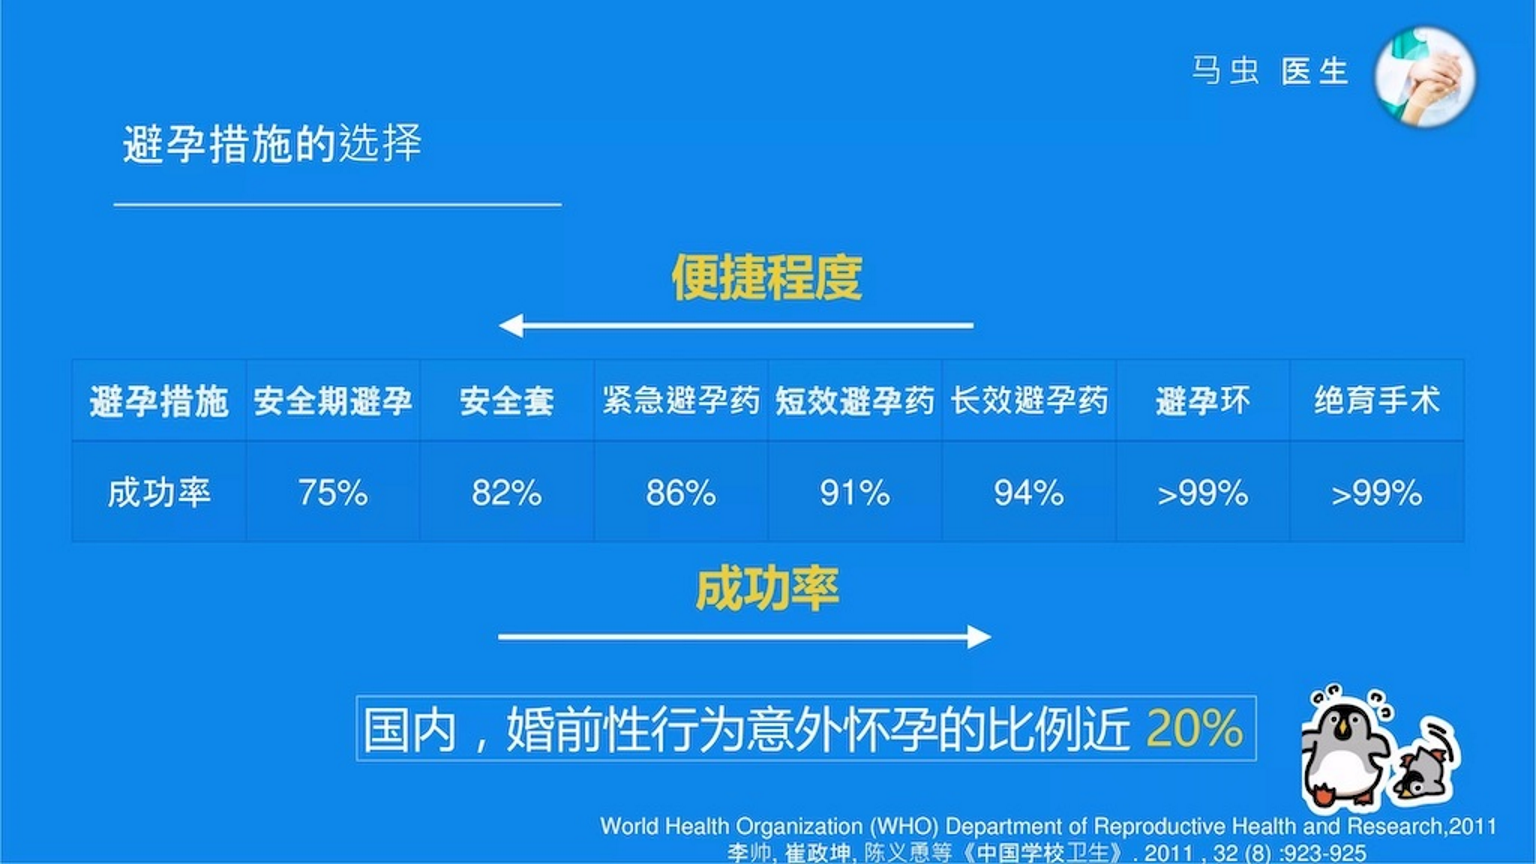 马虫 医生
避孕措施的选择
便捷程度
避孕措施 安全期避孕 安全套 紧急避孕药 短效避孕药 长效避孕药 避孕环 绝育手术
成功率 75% 82% 86% 91% 94% >99% >99%
成功率
国内，婚前性行为意外怀孕的比例近 20%
World Health Organization (WHO) Department of Reproductive Health and Research,2011
李帅, 崔政坤, 陈义勇等《中国学校卫生》. 2011 , 32 (8) :923-925